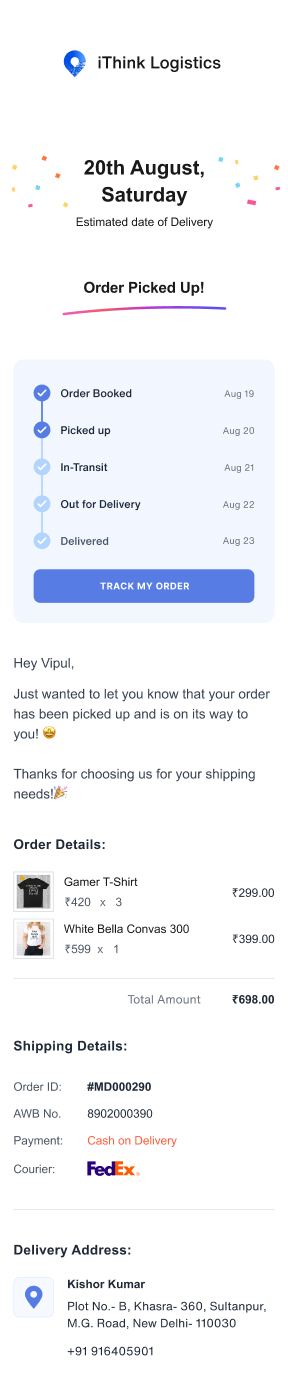 iThink Logistics
20th August,
Saturday
Estimated date of Delivery
Order Picked Up!
Order Booked Aug 19
Picked up Aug 20
In-Transit Aug 21
Out for Delivery Aug 22
Delivered Aug 23
TRACK MY ORDER
Hey Vipul,
Just wanted to let you know that your order
has been picked up and is on its way to
you! 🤩
Thanks for choosing us for your shipping
needs!🎉
Order Details:
Gamer T-Shirt
₹420 x 3 ₹299.00
White Bella Convas 300
₹599 x 1 ₹399.00
Total Amount ₹698.00
Shipping Details:
Order ID: #MD000290
AWB No. 8902000390
Payment: Cash on Delivery
Courier: FedEx
Delivery Address:
Kishor Kumar
Plot No.- B, Khasra- 360, Sultanpur,
M.G. Road, New Delhi- 110030
+91 916405901